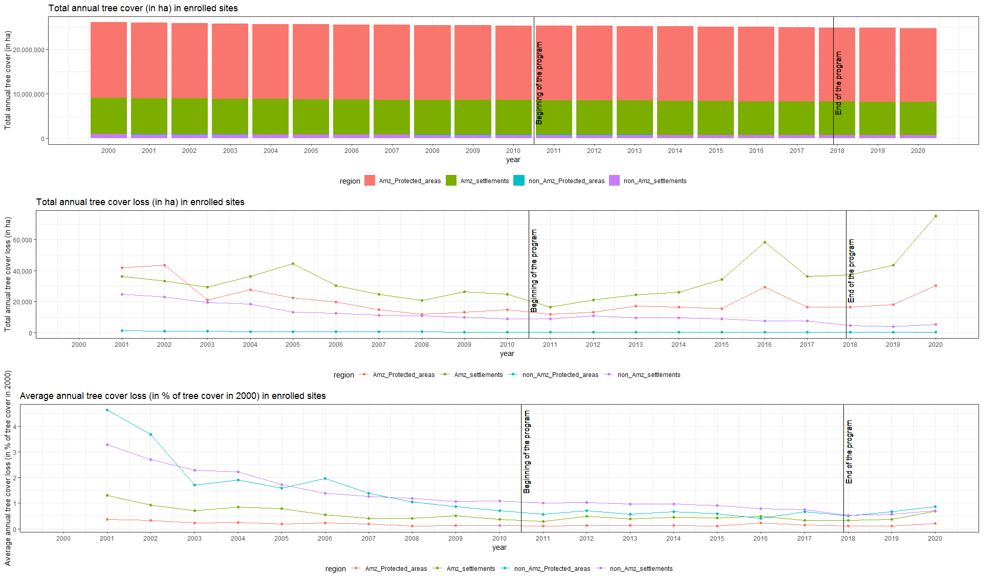 Total annual tree cover (in ha) in enrolled sites
Total annual tree cover (in ha)
20,000,000
10,000,000
0
Beginning of the program
End of the program
2000 2001 2002 2003 2004 2005 2006 2007 2008 2009 2010 2011 2012 2013 2014 2015 2016 2017 2018 2019 2020
year
region Amz_Protected_areas Amz_settlements non_Amz_Protected_areas non_Amz_settlements
Total annual tree cover loss (in ha) in enrolled sites
Total annual tree cover loss (in ha)
60,000
40,000
20,000
0
Beginning of the program
End of the program
2000 2001 2002 2003 2004 2005 2006 2007 2008 2009 2010 2011 2012 2013 2014 2015 2016 2017 2018 2019 2020
year
region Amz_Protected_areas Amz_settlements non_Amz_Protected_areas non_Amz_settlements
Average annual tree cover loss (in % of tree cover in 2000) in enrolled sites
Average annual tree cover loss (in % of tree cover in 2000)
4
3
2
1
0
Beginning of the program
End of the program
2000 2001 2002 2003 2004 2005 2006 2007 2008 2009 2010 2011 2012 2013 2014 2015 2016 2017 2018 2019 2020
year
region Amz_Protected_areas Amz_settlements non_Amz_Protected_areas non_Amz_settlements